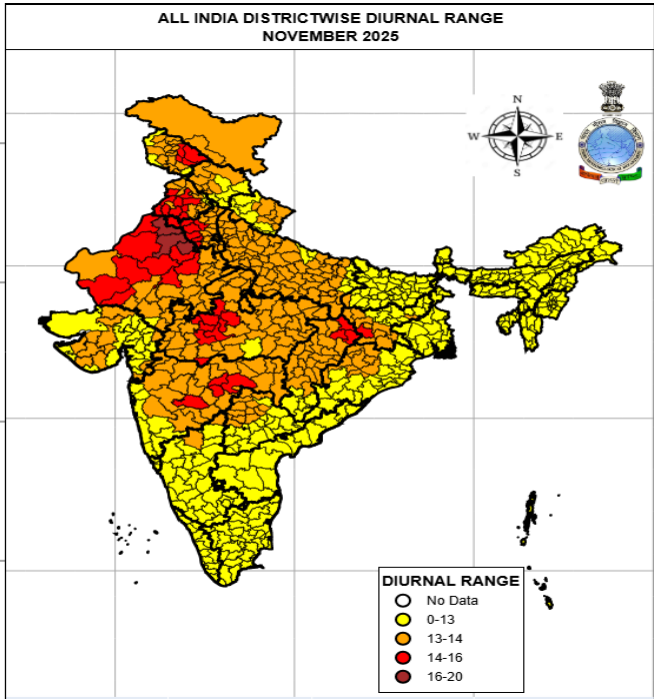 ALL INDIA DISTRICTWISE DIURNAL RANGE
NOVEMBER 2025
N
W E
S
DIURNAL RANGE
No Data
0-13
13-14
14-16
16-20